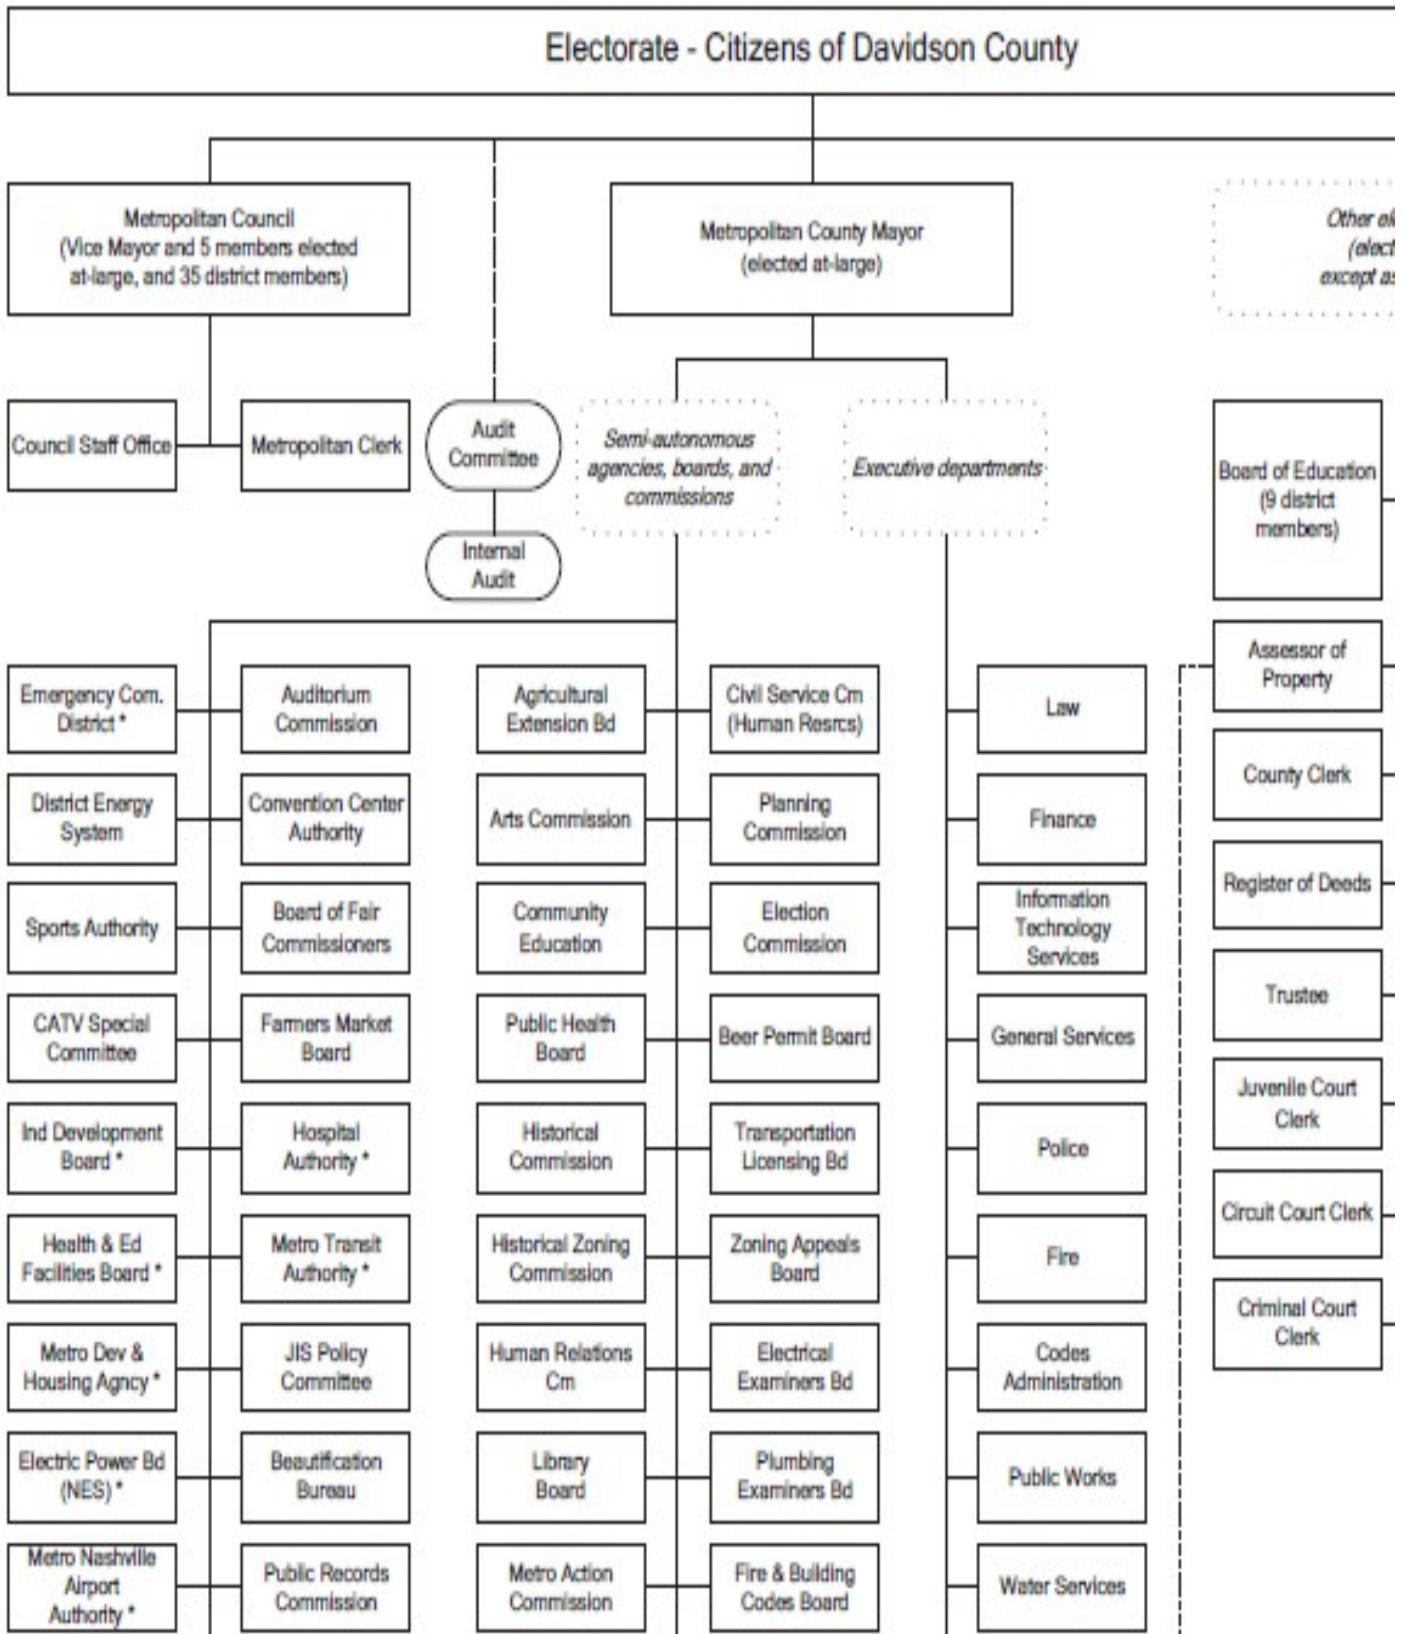 Electorate - Citizens of Davidson County
Metropolitan Council
(Vice Mayor and 5 members elected
at-large, and 35 district members)
Metropolitan County Mayor
(elected at-large)
Other
except
Council Staff Office
Metropolitan Clerk
Audit
Committee
Internal
Audit
Semi-autonomous
agencies, boards, and
commissions
Executive departments
Board of Education
(9 district
members)
Emergency Com.
District *
Auditorium
Commission
Agricultural
Extension Bd
Civil Service Cm
(Human Resrcs)
Law
Assessor of
Property
District Energy
System
Convention Center
Authority
Arts Commission
Planning
Commission
Finance
County Clerk
Sports Authority
Board of Fair
Commissioners
Community
Education
Election
Commission
Information
Technology
Services
Register of Deeds
CATV Special
Committee
Farmers Market
Board
Public Health
Board
Beer Permit Board
General Services
Trustee
Ind Development
Board *
Hospital
Authority *
Historical
Commission
Transportation
Licensing Bd
Police
Juvenile Court
Clerk
Health & Ed
Facilities Board *
Metro Transit
Authority *
Historical Zoning
Commission
Zoning Appeals
Board
Fire
Circuit Court Clerk
Metro Dev &
Housing Agncy *
JIS Policy
Committee
Human Relations
Cm
Electrical
Examiners Bd
Codes
Administration
Criminal Court
Clerk
Electric Power Bd
(NES) *
Beautification
Bureau
Library
Board
Plumbing
Examiners Bd
Public Works
Metro Nashville
Airport
Authority *
Public Records
Commission
Metro Action
Commission
Fire & Building
Codes Board
Water Services